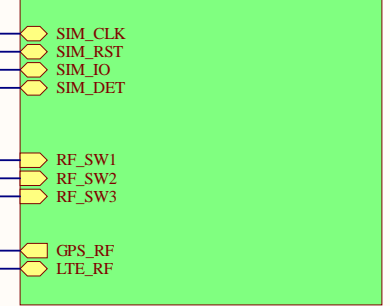 SIM_CLK
SIM_RST
SIM_IO
SIM_DET
RF_SW1
RF_SW2
RF_SW3
GPS_RF
LTE_RF